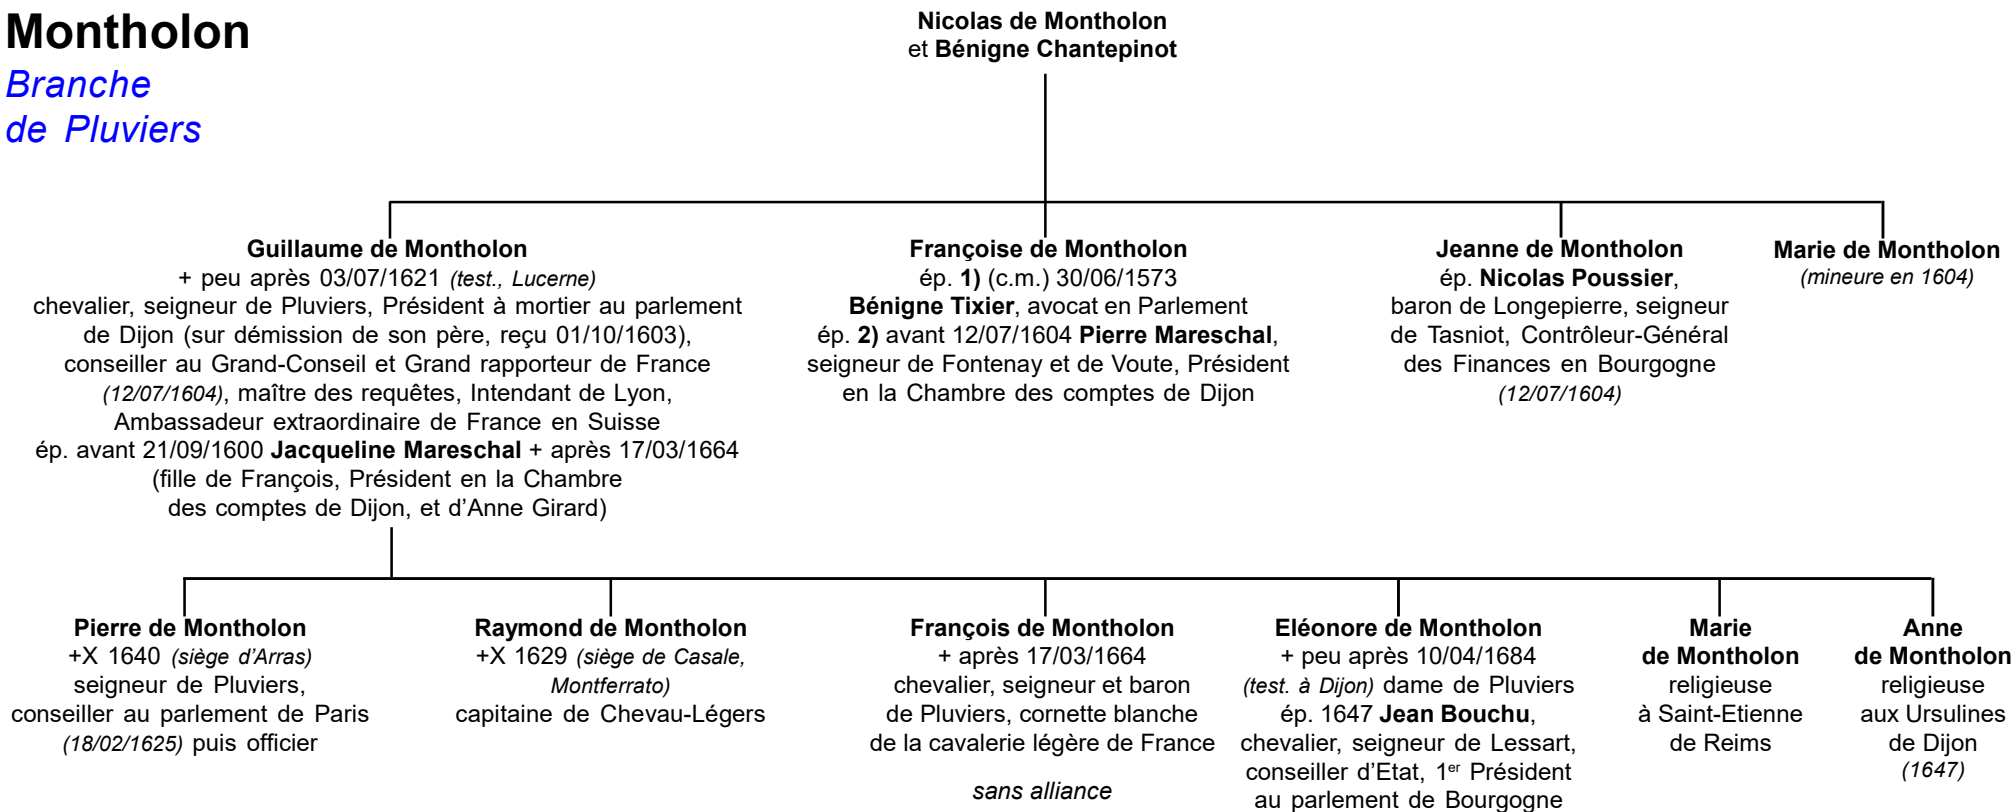 Montholon
Branche
de Pluviers
Nicolas de Montholon
et Bénigne Chantepinot
Guillaume de Montholon
+ peu après 03/07/1621 (test., Lucerne)
chevalier, seigneur de Pluviers, Président à mortier au parlement
de Dijon (sur démission de son père, reçu 01/10/1603),
conseiller au Grand-Conseil et Grand rapporteur de France
(12/07/1604), maître des requêtes, Intendant de Lyon,
Ambassadeur extraordinaire de France en Suisse
ép. avant 21/09/1600 Jacqueline Mareschal + après 17/03/1664
(fille de François, Président en la Chambre
des comptes de Dijon, et d'Anne Girard)
Françoise de Montholon
ép. 1) (c.m.) 30/06/1573
Bénigne Tixier, avocat en Parlement
ép. 2) avant 12/07/1604 Pierre Mareschal,
seigneur de Fontenay et de Voute, Président
en la Chambre des comptes de Dijon
Jeanne de Montholon
ép. Nicolas Poussier,
baron de Longepierre, seigneur
de Tasniot, Contrôleur-Général
des Finances en Bourgogne
(12/07/1604)
Marie de Montholon
(mineure en 1604)
Pierre de Montholon
+X 1640 (siège d'Arras)
seigneur de Pluviers,
conseiller au parlement de Paris
(18/02/1625) puis officier
Raymond de Montholon
+X 1629 (siège de Casale,
Montferrato)
capitaine de Chevau-Légers
François de Montholon
+ après 17/03/1664
chevalier, seigneur et baron
de Pluviers, cornette blanche
de la cavalerie légère de France
sans alliance
Eléonore de Montholon
+ peu après 10/04/1684
(test. à Dijon) dame de Pluviers
ép. 1647 Jean Bouchu,
chevalier, seigneur de Lessart,
conseiller d'Etat, 1er Président
au parlement de Bourgogne
Marie
de Montholon
religieuse
à Saint-Etienne
de Reims
Anne
de Montholon
religieuse
aux Ursulines
de Dijon
(1647)